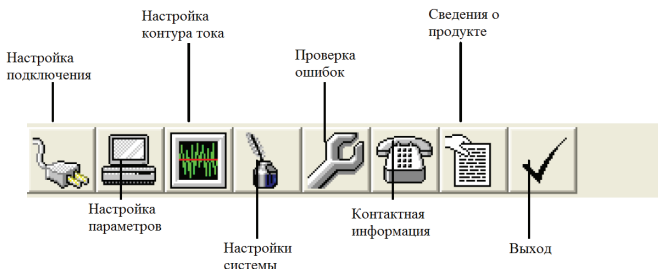 Настройка
подключения
Настройка
контура тока
Проверка
ошибок
Сведения о
продукте
Настройка
параметров
Настройки
системы
Контактная
информация
Выход